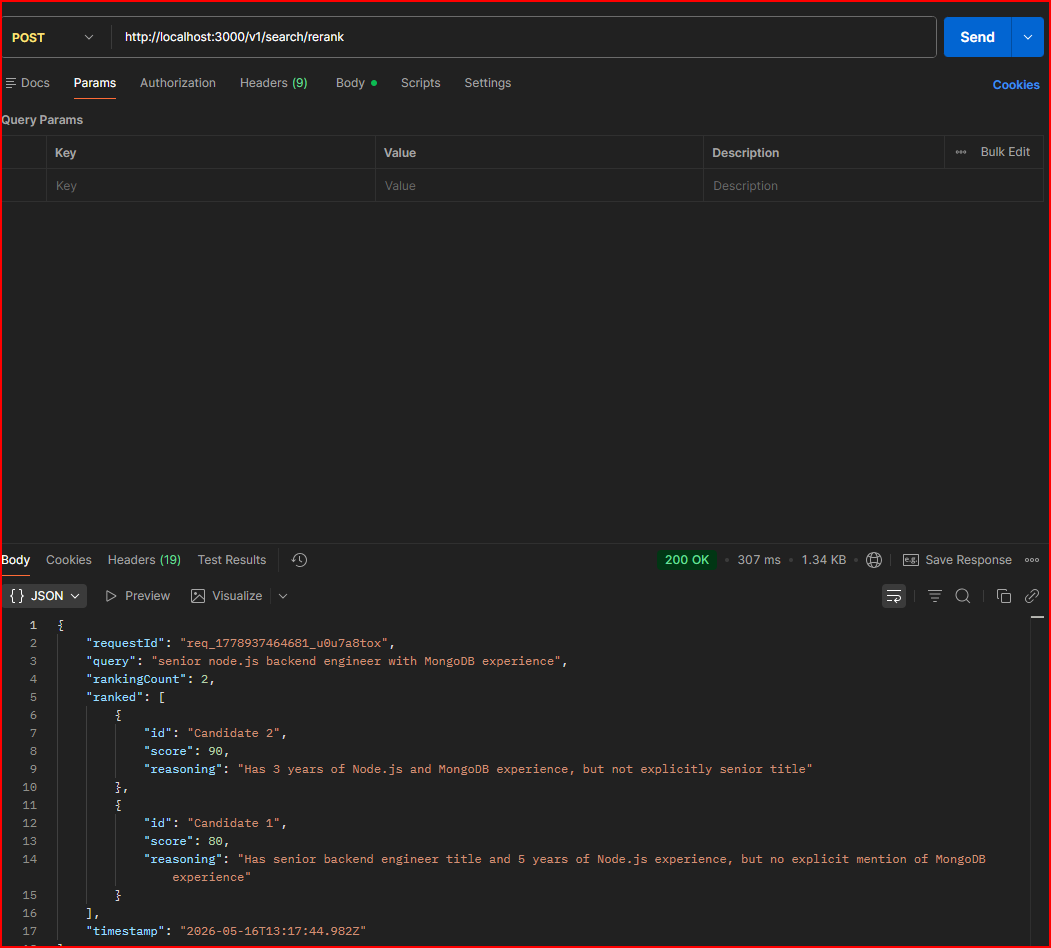 POST http://localhost:3000/v1/search/rerank Send
Docs Params Authorization Headers (9) Body Scripts Settings Cookies
Query Params
Key Value Description ••• Bulk Edit
Key Value Description
Body Cookies Headers (19) Test Results 200 OK • 307 ms • 1.34 KB • e.g. Save Response
{} JSON Preview Visualize
1 {
2 "requestId": "req_1778937464681_u0u7a8tox",
3 "query": "senior node.js backend engineer with MongoDB experience",
4 "rankingCount": 2,
5 "ranked": [
6 {
7 "id": "Candidate 2",
8 "score": 90,
9 "reasoning": "Has 3 years of Node.js and MongoDB experience, but not explicitly senior title"
10 },
11 {
12 "id": "Candidate 1",
13 "score": 80,
14 "reasoning": "Has senior backend engineer title and 5 years of Node.js experience, but no explicit mention of MongoDB
experience"
15 }
16 ],
17 "timestamp": "2026-05-16T13:17:44.982Z"